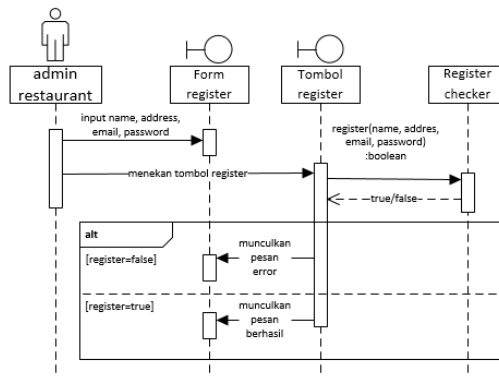 admin
restaurant
Form
register
Tombol
register
Register
checker
input name, address,
email, password
register(name, addres,
email, password)
:boolean
menekan tombol register
true/false
alt
[register=false]
munculkan
pesan
error
[register=true]
munculkan
pesan
berhasil